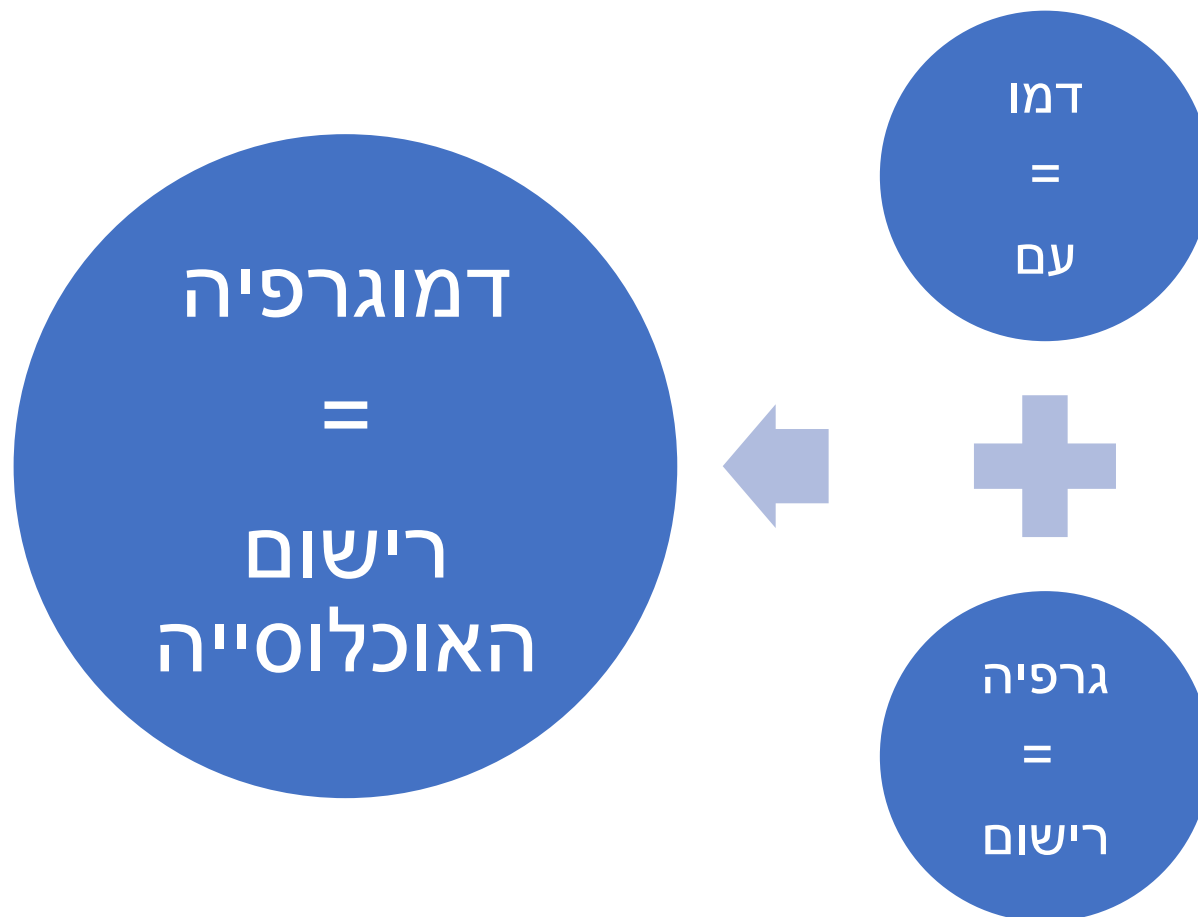 דמו
=
עם
גרפיה
=
רישום
דמוגרפיה
=
רישום
האוכלוסייה